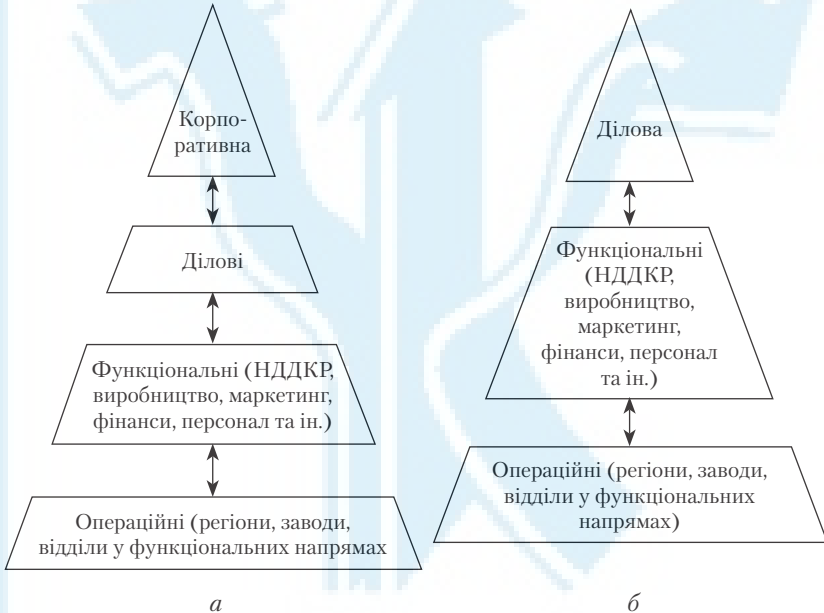 Корпо-
ративна
Ділові
Функціональні (НДДКР,
виробництво, маркетинг,
фінанси, персонал та ін.)
Операційні (регіони, заводи,
відділи у функціональних напрямах
а
Ділова
Функціональні
(НДДКР,
виробництво,
маркетинг,
фінанси, персонал
та ін.)
Операційні (регіони, заводи,
відділи у функціональних
напрямах)
б